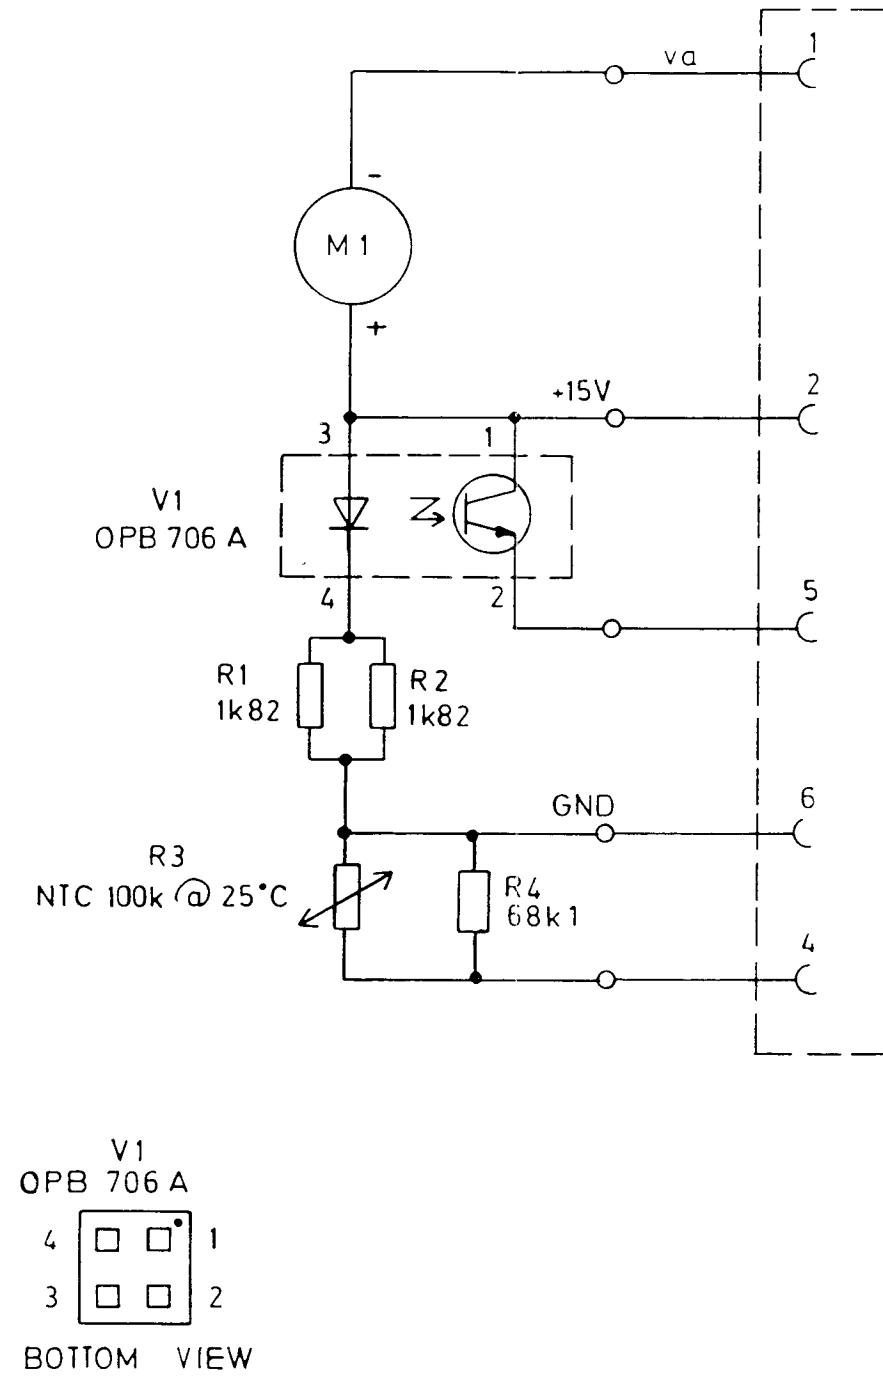 1
va
-
M1
+
2
+15V
3
1
V1
OPB 706 A
4
2
5
R1
1k82
R2
1k82
GND
6
R3
NTC 100k @ 25°C
R4
68k1
4
V1
OPB 706 A
4
1
3
2
BOTTOM VIEW